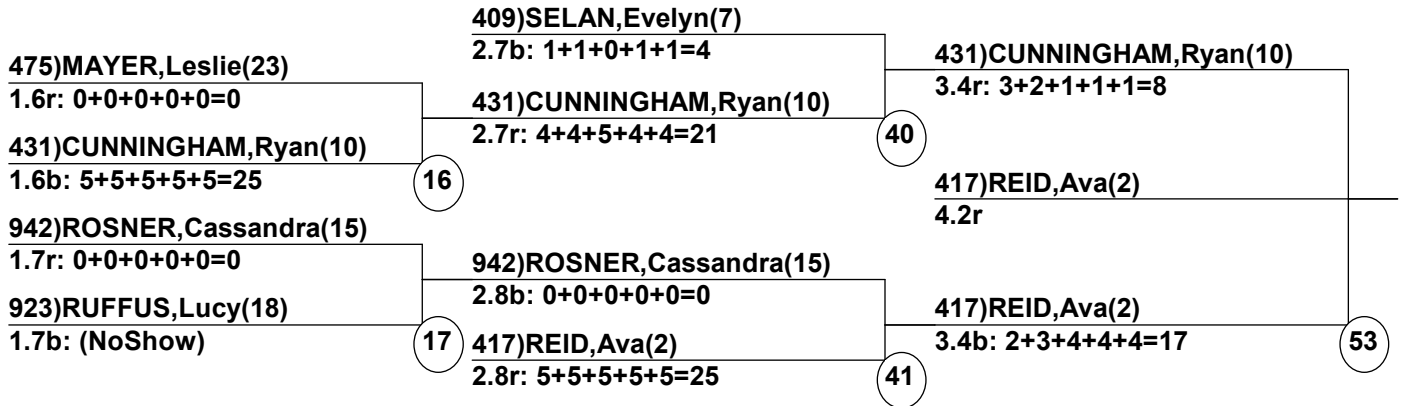 475)MAYER,Leslie(23)
1.6r: 0+0+0+0+0=0
431)CUNNINGHAM,Ryan(10)
1.6b: 5+5+5+5+5=25
16
942)ROSNER,Cassandra(15)
1.7r: 0+0+0+0+0=0
923)RUFFUS,Lucy(18)
1.7b: (NoShow)
17
409)SELAN,Evelyn(7)
2.7b: 1+1+0+1+1=4
431)CUNNINGHAM,Ryan(10)
2.7r: 4+4+5+4+4=21
40
942)ROSNER,Cassandra(15)
2.8b: 0+0+0+0+0=0
417)REID,Ava(2)
2.8r: 5+5+5+5+5=25
41
431)CUNNINGHAM,Ryan(10)
3.4r: 3+2+1+1+1=8
417)REID,Ava(2)
4.2r
417)REID,Ava(2)
3.4b: 2+3+4+4+4=17
53